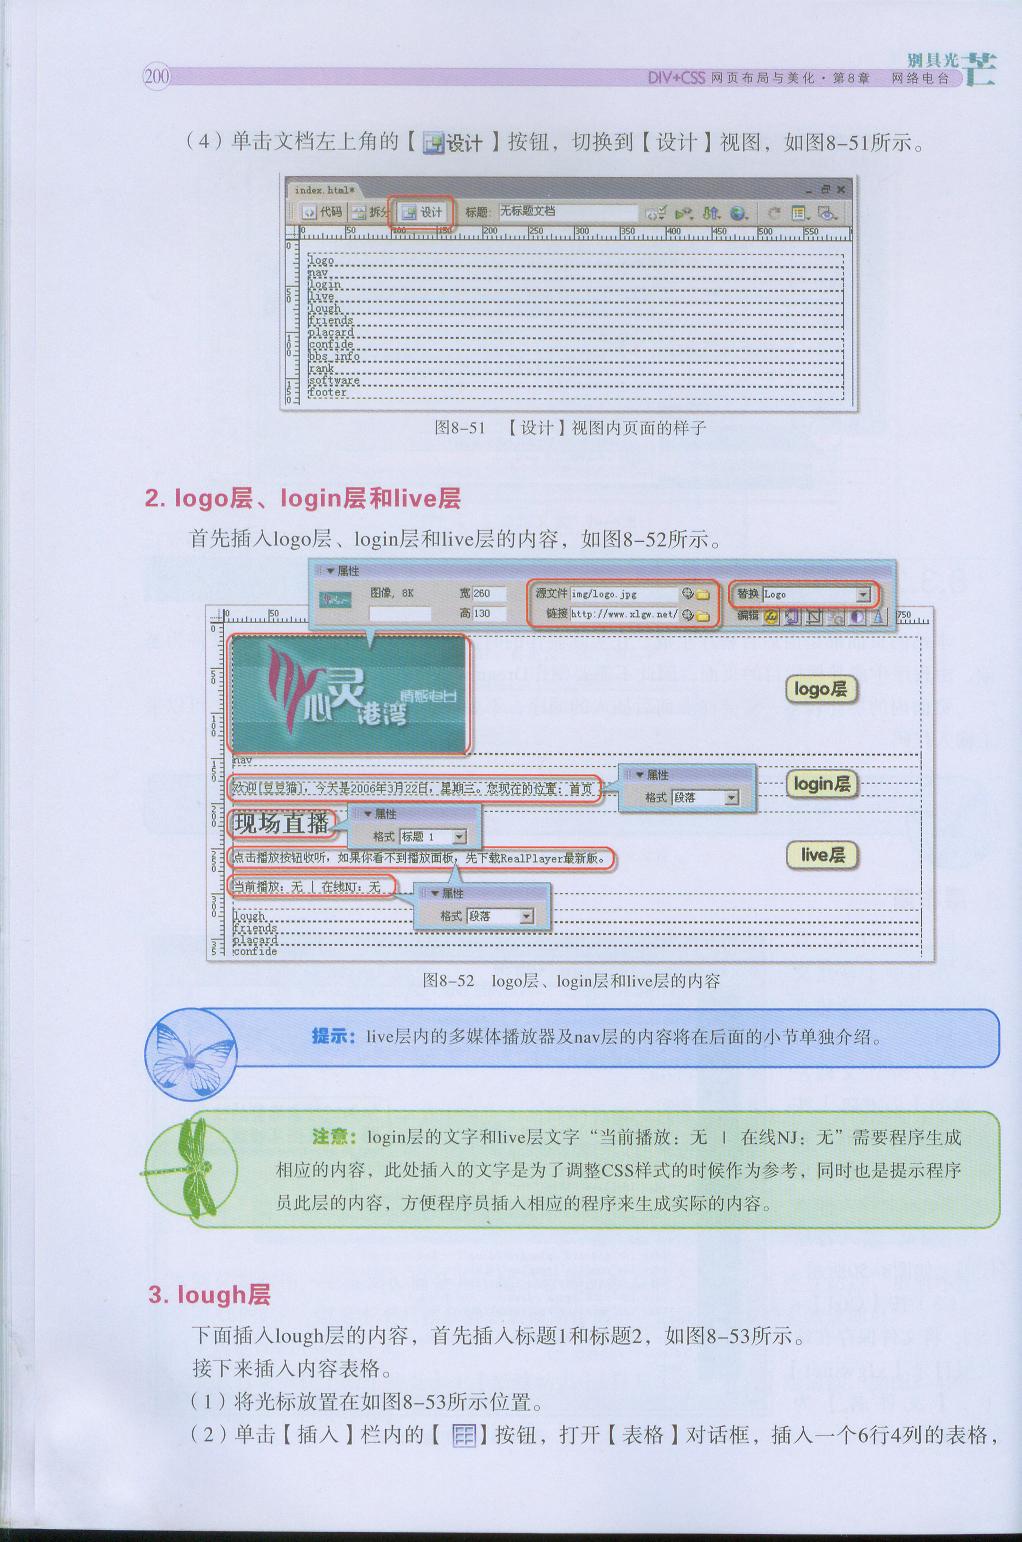 200
别具光芒
DIV+CSS 网页布局与美化·第8章 网络电台
（4）单击文档左上角的【设计】按钮，切换到【设计】视图，如图8-51所示。
index.html*
代码 拆分 设计 标题: 无标题文档
0 50 100 150 200 250 300 350 400 450 500 550
logo
nav
login
live
lough
friends
placard
confide
bbs_info
rank
software
footer
图8-51 【设计】视图内页面的样子
2. logo层、login层和live层
首先插入logo层、login层和live层的内容，如图8-52所示。
属性
图像, 8K 宽 260 源文件 img/logo.jpg 替换 Logo
高 130 链接 http://www.xlgw.net/ 编辑
0 50 750
心灵港湾 情感电台
logo层
nav
欢迎[豆豆猫]，今天是2006年3月22日，星期三。您现在的位置：首页
属性
格式 段落
login层
现场直播
属性
格式 标题 1
点击播放按钮收听，如果你看不到播放面板，先下载RealPlayer最新版。
live层
当前播放：无 | 在线NJ：无
属性
格式 段落
lough
friends
placard
confide
图8-52 logo层、login层和live层的内容
提示：live层内的多媒体播放器及nav层的内容将在后面的小节单独介绍。
注意：login层的文字和live层文字“当前播放：无 | 在线NJ：无”需要程序生成
相应的内容，此处插入的文字是为了调整CSS样式的时候作为参考，同时也是提示程序
员此层的内容，方便程序员插入相应的程序来生成实际的内容。
3. lough层
下面插入lough层的内容，首先插入标题1和标题2，如图8-53所示。
接下来插入内容表格。
（1）将光标放置在如图8-53所示位置。
（2）单击【插入】栏内的【】按钮，打开【表格】对话框，插入一个6行4列的表格，